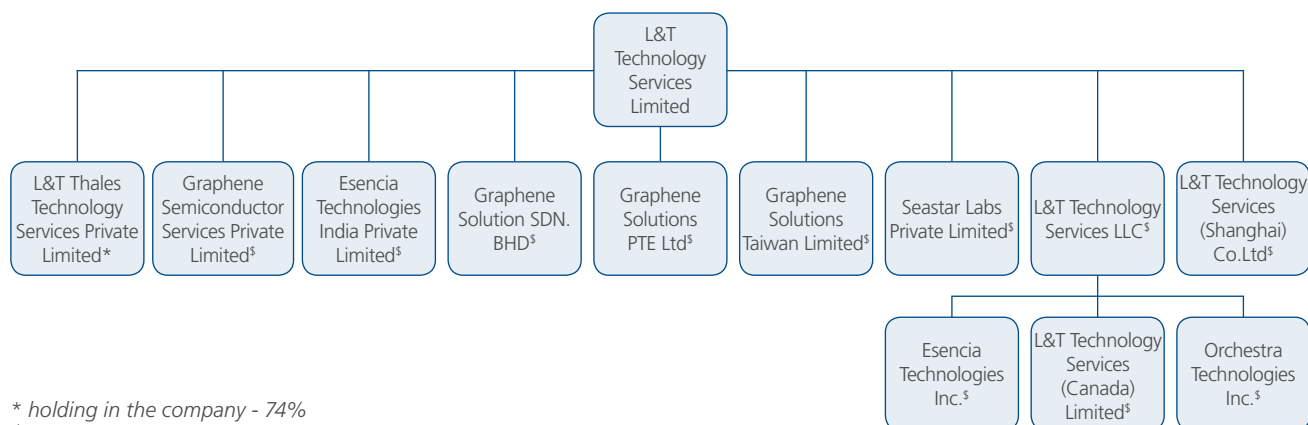 L&T
Technology
Services
Limited
L&T Thales
Technology
Services Private
Limited*
Graphene
Semiconductor
Services Private
Limited$
Esencia
Technologies
India Private
Limited$
Graphene
Solution SDN.
BHD$
Graphene
Solutions
PTE Ltd$
Graphene
Solutions
Taiwan Limited$
Seastar Labs
Private Limited$
L&T Technology
Services LLC$
L&T Technology
Services
(Shanghai)
Co.Ltd$
Esencia
Technologies
Inc.$
L&T Technology
Services
(Canada)
Limited$
Orchestra
Technologies
Inc.$
* holding in the company - 74%